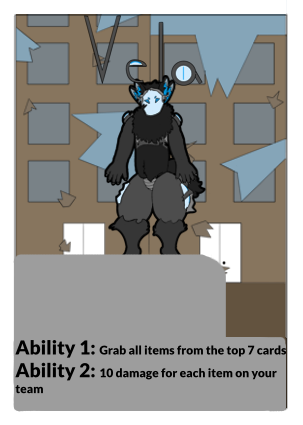 Vela
Ability 1: Grab all items from the top 7 cards
Ability 2: 10 damage for each item on your
team